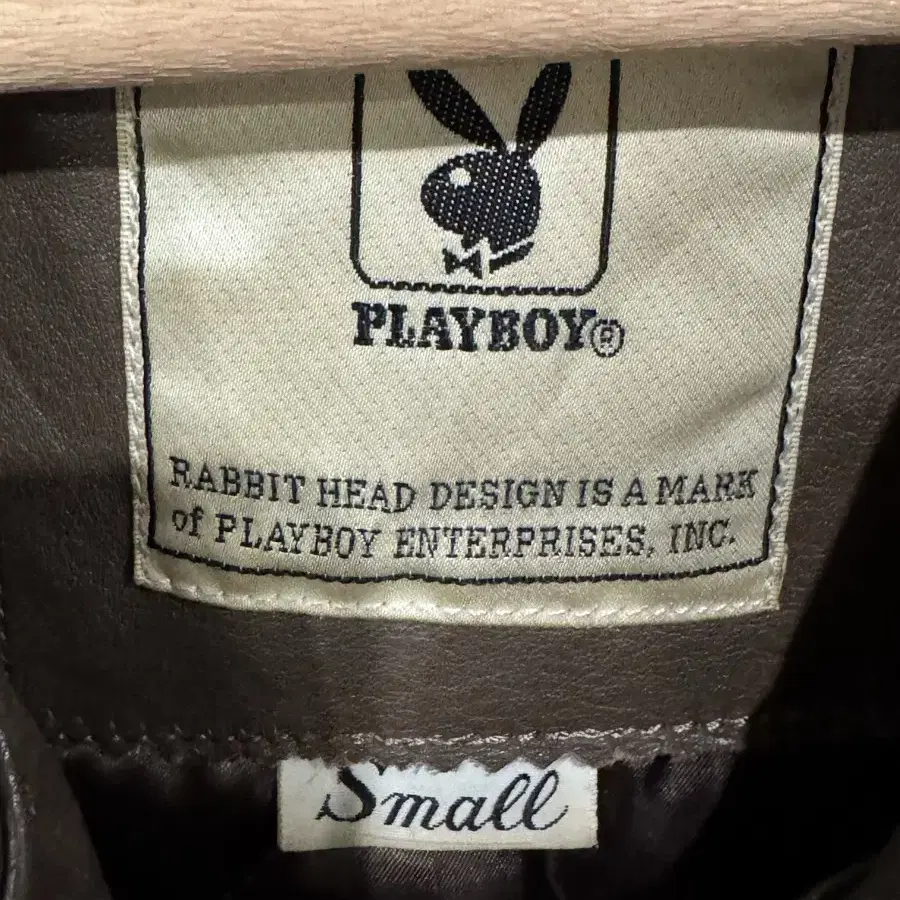 PLAYBOY®
RABBIT HEAD DESIGN IS A MARK
of PLAYBOY ENTERPRISES, INC.
Small